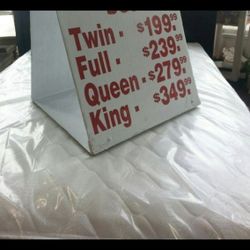 Twin - $199.99
Full - $239.99
Queen - $279.99
King - $349.99